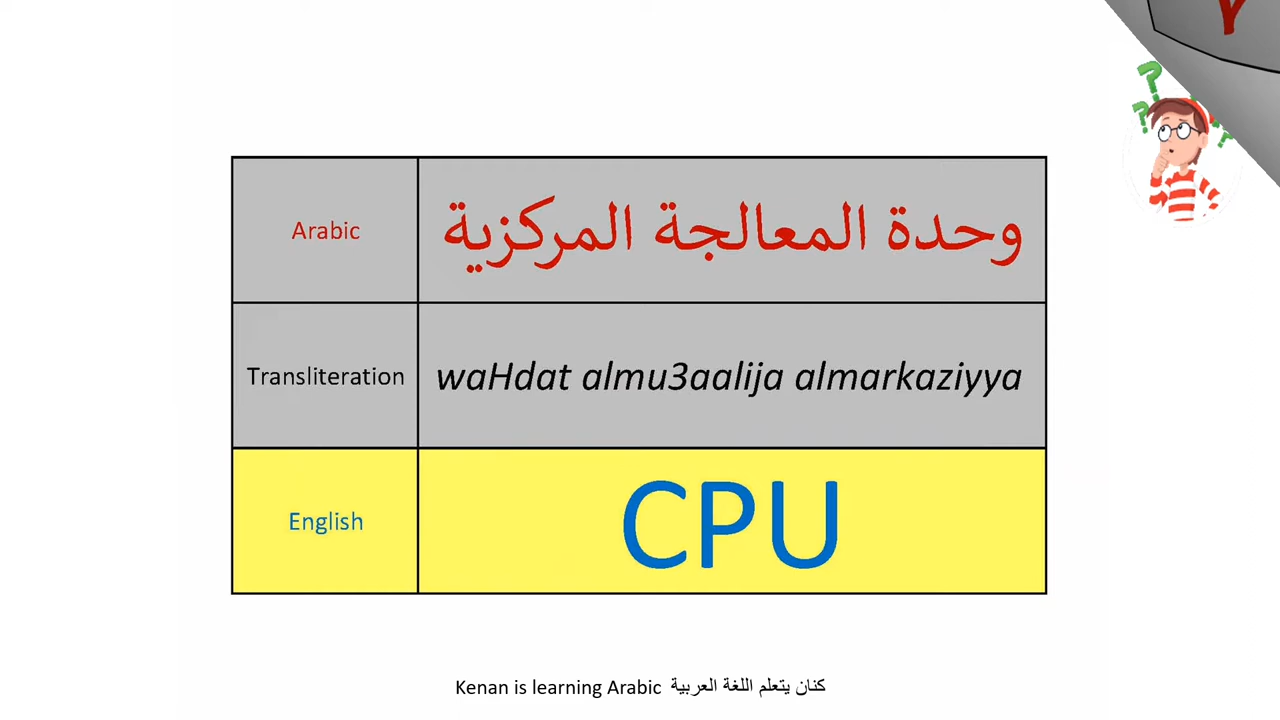 Arabic وحدة المعالجة المركزية
Transliteration waHdat almu3aalija almarkaziyya
English CPU
Kenan is learning Arabic كنان يتعلم اللغة العربية